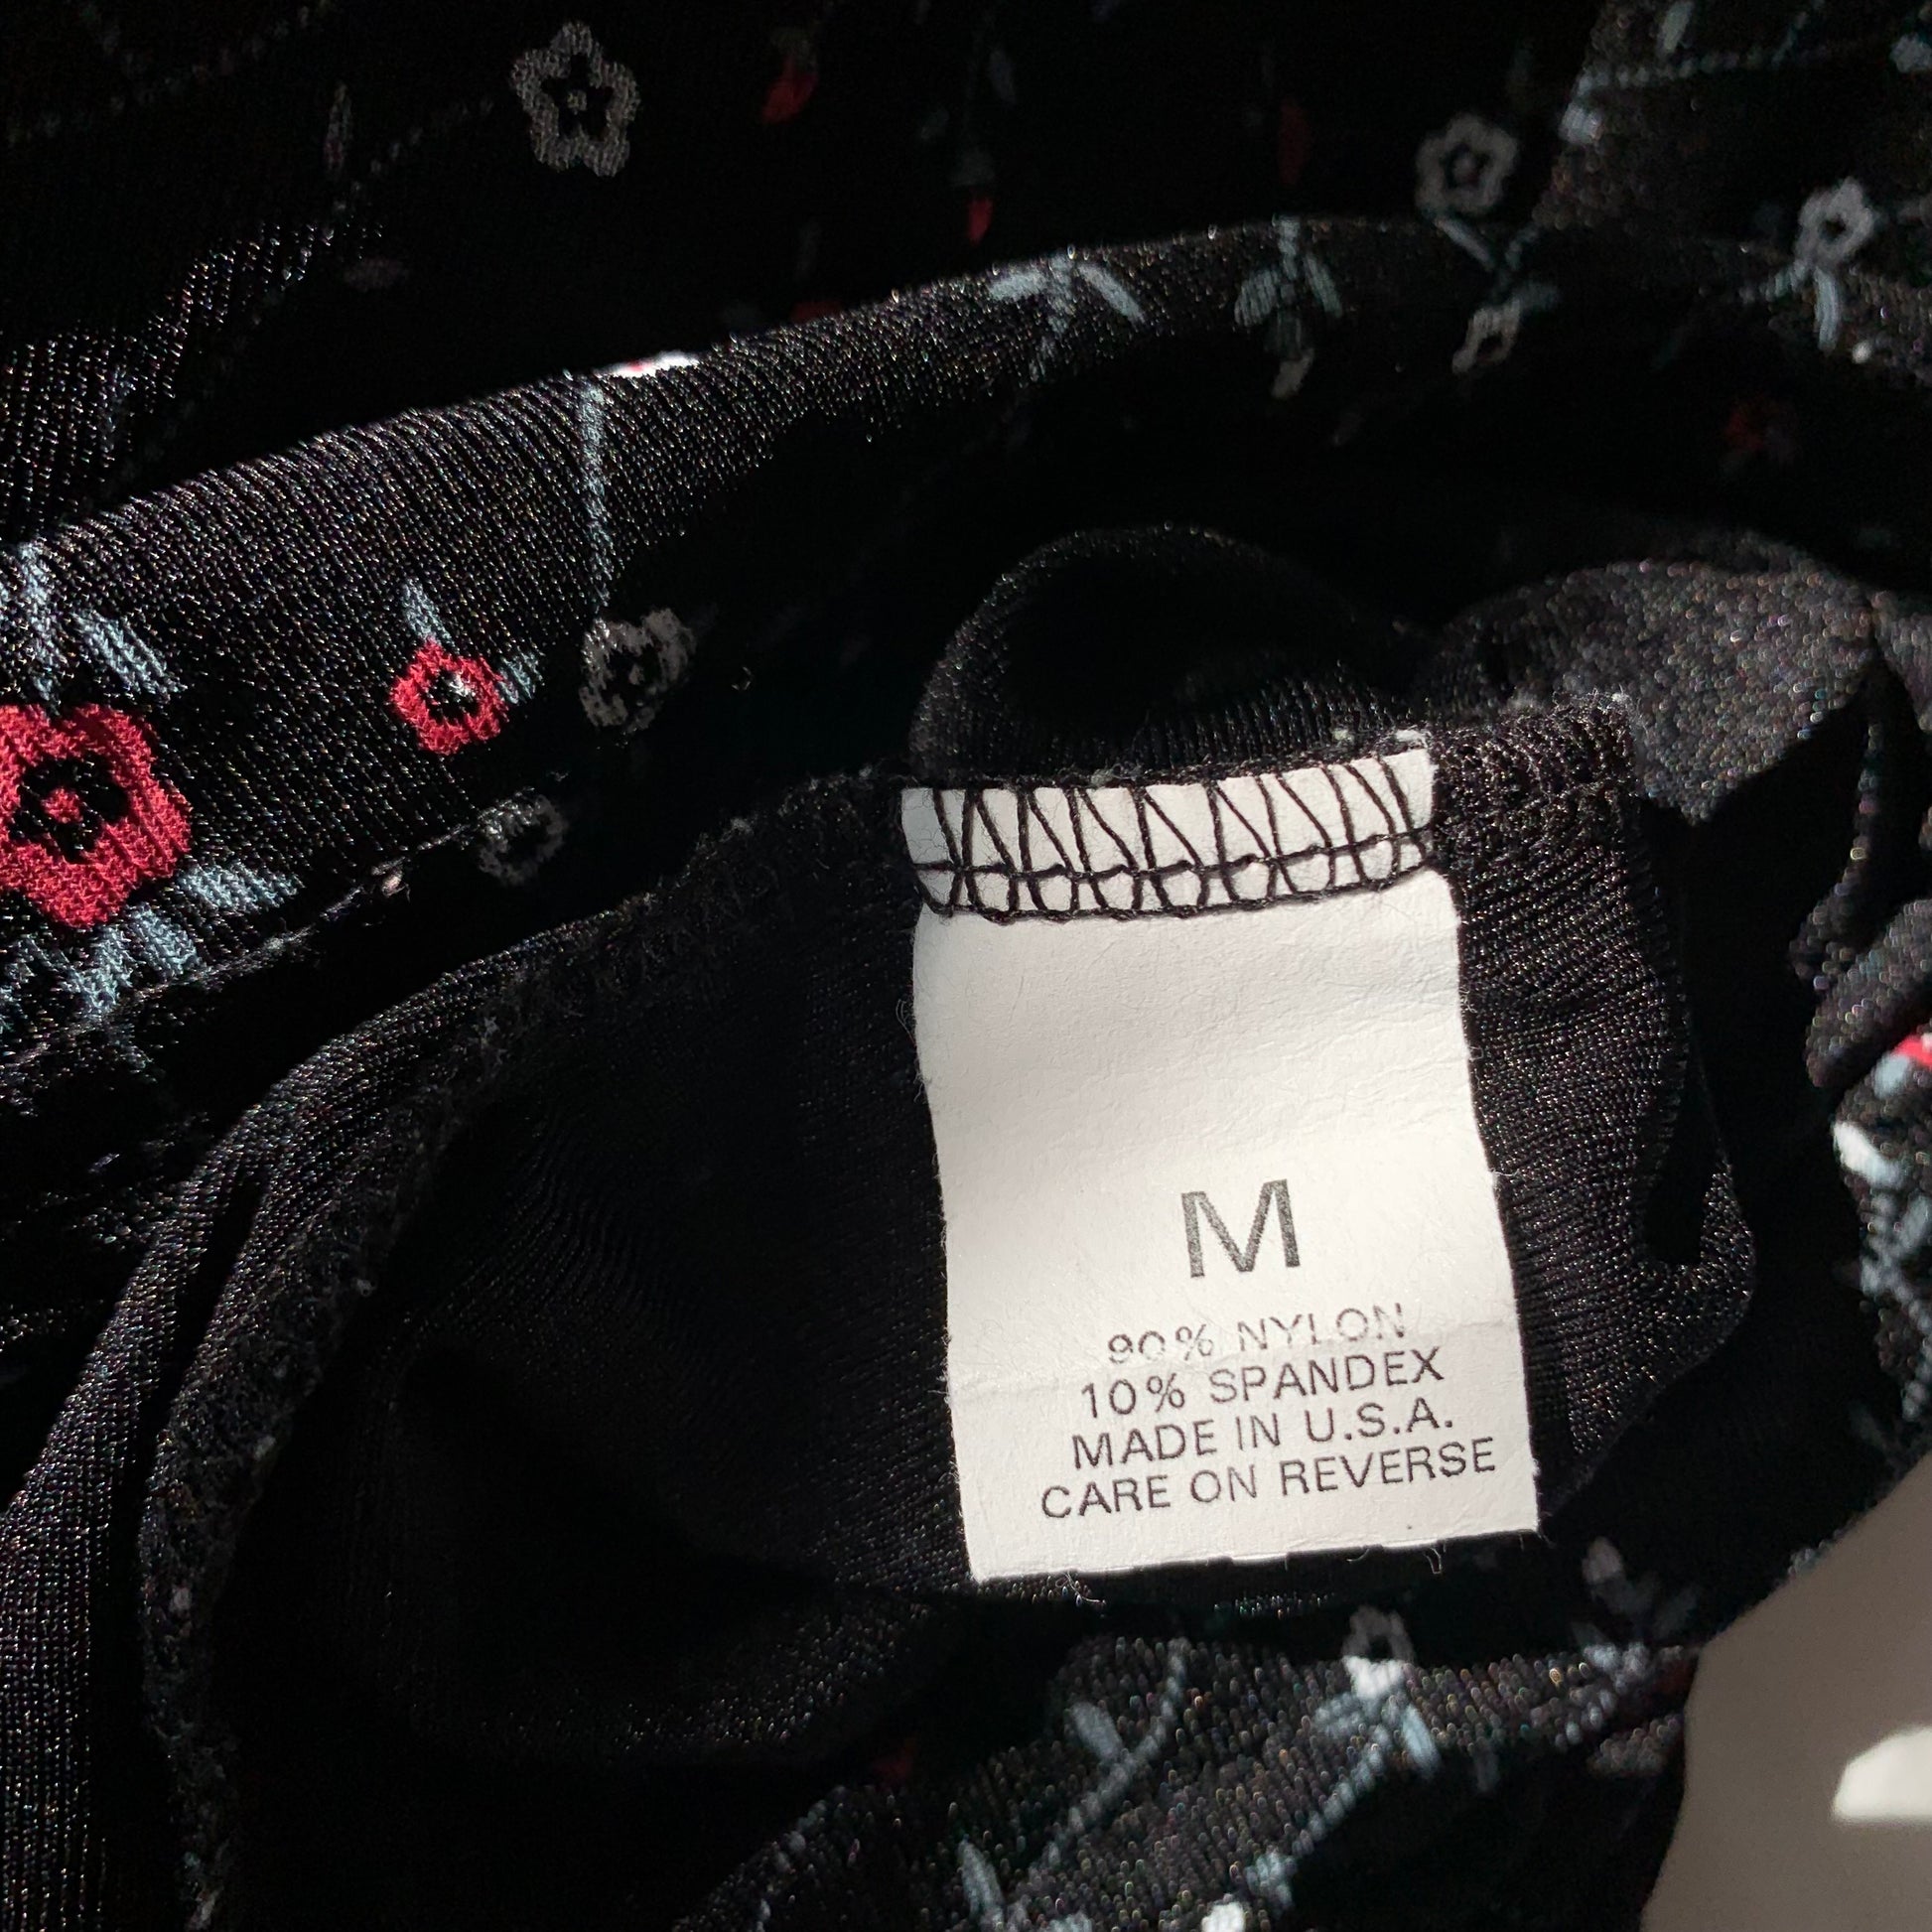 M
90% NYLON
10% SPANDEX
MADE IN U.S.A.
CARE ON REVERSE